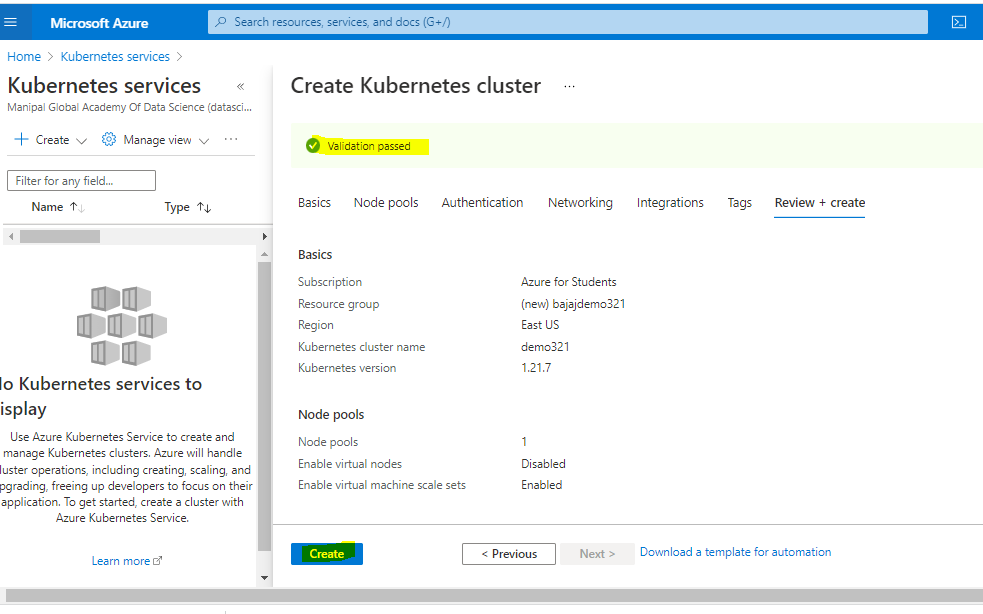 Microsoft Azure
Search resources, services, and docs (G+/)
Home > Kubernetes services >
Kubernetes services «
Manipal Global Academy Of Data Science (datasci...
+ Create Manage view ...
Filter for any field...
Name ↑↓ Type ↑↓
lo Kubernetes services to
isplay
Use Azure Kubernetes Service to create and
manage Kubernetes clusters. Azure will handle
luster operations, including creating, scaling, and
pgrading, freeing up developers to focus on their
application. To get started, create a cluster with
Azure Kubernetes Service.
Learn more
Create Kubernetes cluster ...
Validation passed
Basics Node pools Authentication Networking Integrations Tags Review + create
Basics
Subscription Azure for Students
Resource group (new) bajajdemo321
Region East US
Kubernetes cluster name demo321
Kubernetes version 1.21.7
Node pools
Node pools 1
Enable virtual nodes Disabled
Enable virtual machine scale sets Enabled
Create < Previous Next > Download a template for automation